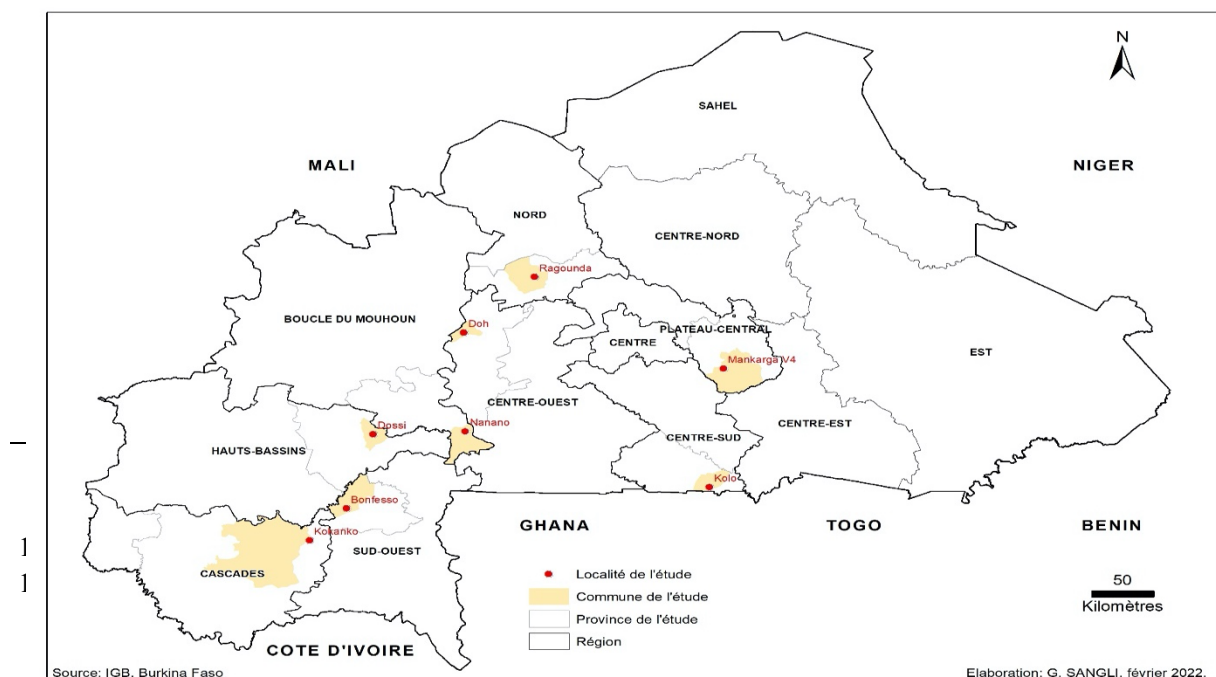 N
SAHEL
MALI
NIGER
NORD
CENTRE-NORD
Ragounda
BOUCLE DU MOUHOUN
Doh
PLATEAU-CENTRAL
CENTRE
EST
Mankarga V4
CENTRE-OUEST
Nanano
Dossi
CENTRE-EST
CENTRE-SUD
HAUTS-BASSINS
Kolo
Bonfesso
GHANA
TOGO
BENIN
Kokanko
SUD-OUEST
CASCADES
Localité de l'étude
Commune de l'étude
Province de l'étude
Région
50
Kilomètres
COTE D'IVOIRE
Source: IGB, Burkina Faso
Elaboration: G. SANGLI, février 2022.